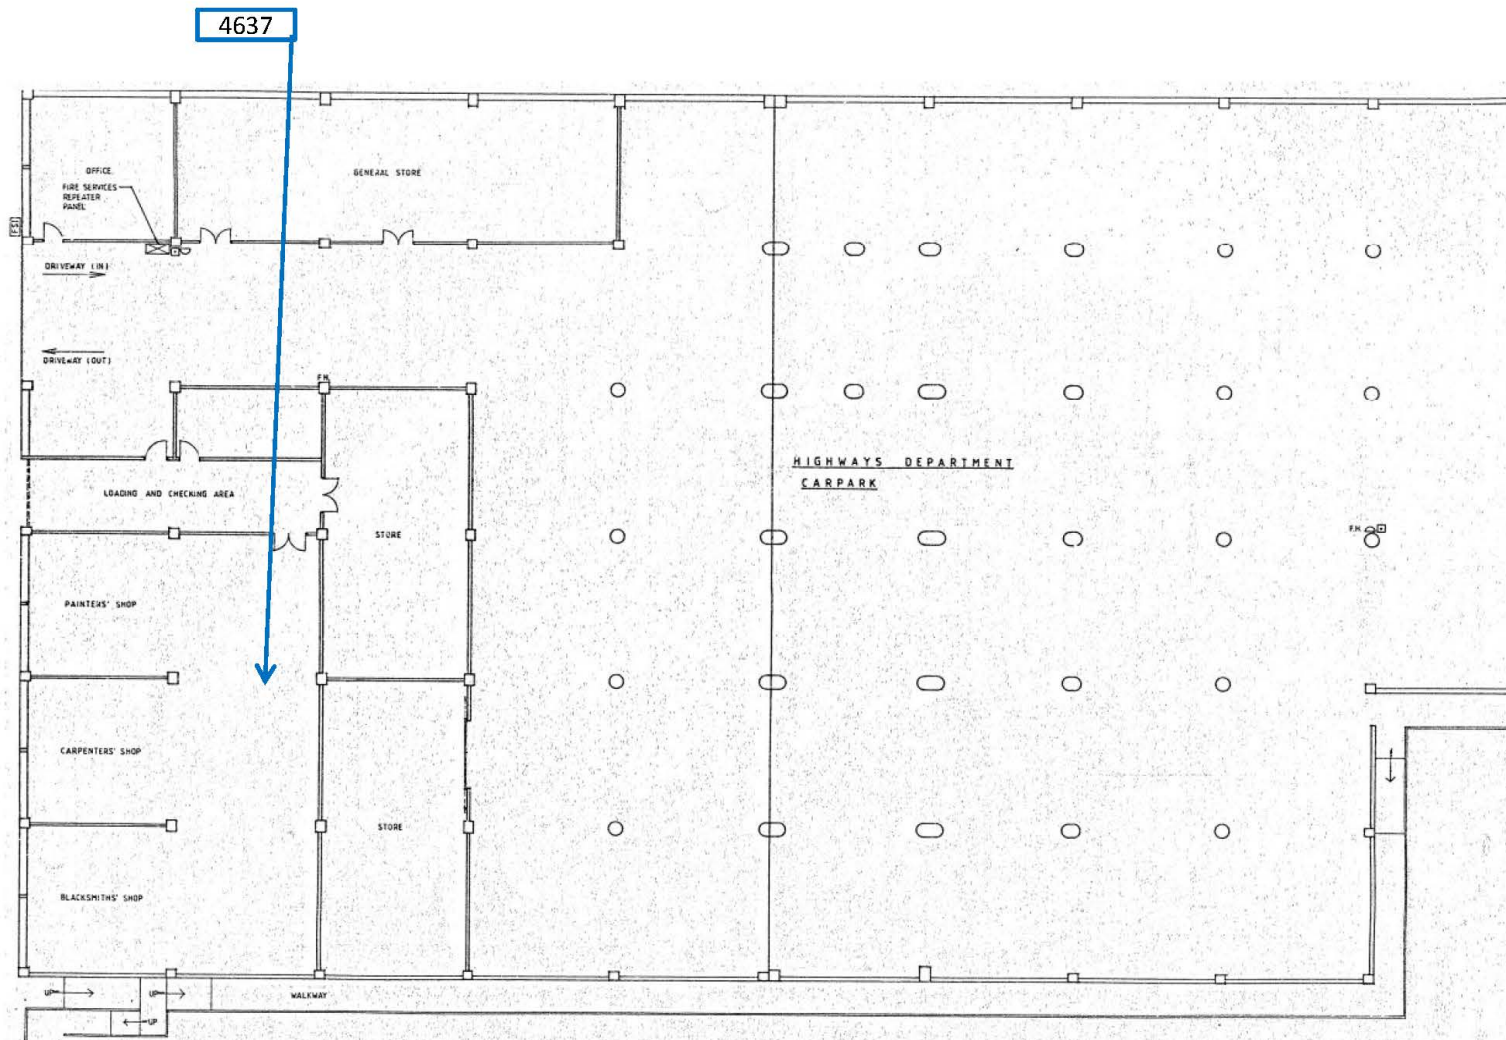 4637
OFFICE.
FIRE SERVICES
REPEATER
PANEL
GENERAL STORE
FSI
DRIVEWAY (IN)
DRIVEWAY (OUT)
F.H.
LOADING AND CHECKING AREA
STORE
HIGHWAYS DEPARTMENT
CARPARK
F.H.
PAINTERS' SHOP
CARPENTERS' SHOP
STORE
BLACKSMITHS' SHOP
UP
UP
WALKWAY
UP